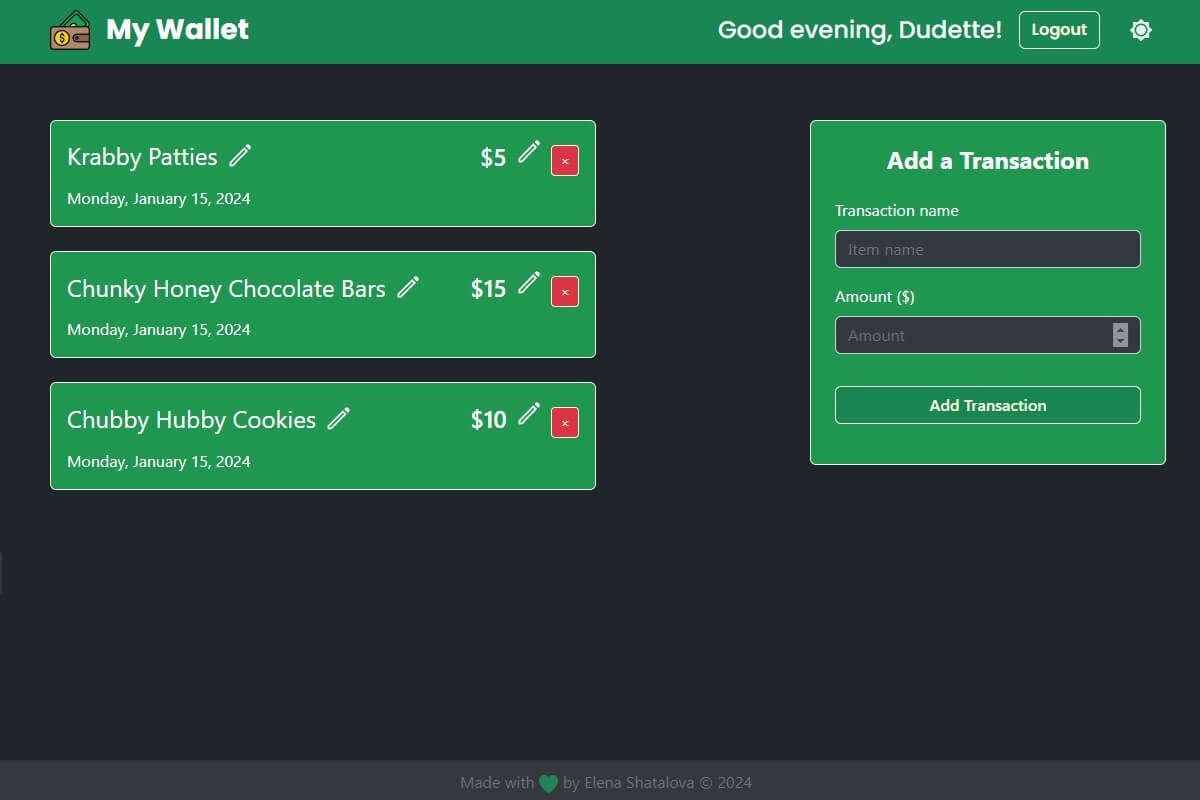 My Wallet
Good evening, Dudette!
Logout
Krabby Patties $5 ×
Monday, January 15, 2024
Chunky Honey Chocolate Bars $15 ×
Monday, January 15, 2024
Chubby Hubby Cookies $10 ×
Monday, January 15, 2024
Add a Transaction
Transaction name
Item name
Amount ($)
Amount
Add Transaction
Made with 💚 by Elena Shatalova © 2024